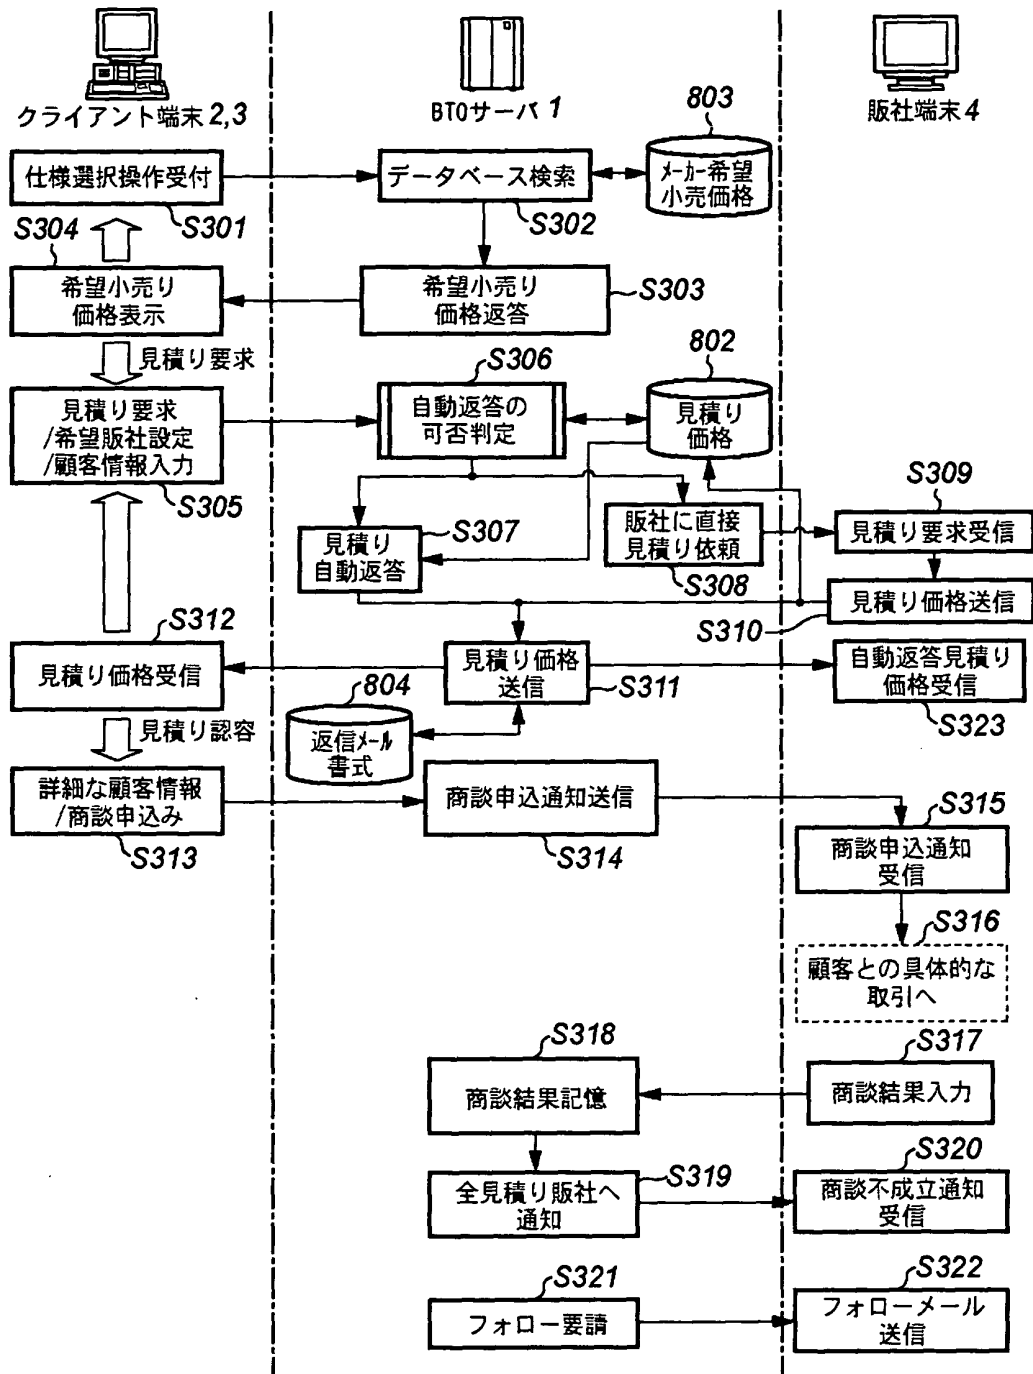 クライアント端末 2,3
BTOサーバ 1
販社端末 4
803
仕様選択操作受付
データベース検索
メーカー希望
小売価格
S304
S301
S302
希望小売り
価格表示
希望小売り
価格返答
S303
見積り要求
S306
802
見積り要求
/希望販社設定
/顧客情報入力
自動返答の
可否判定
見積り
価格
S305
S309
S307
販社に直接
見積り依頼
見積り要求受信
見積り
自動返答
S308
見積り価格送信
S310
S312
見積り価格受信
見積り価格
送信
自動返答見積り
価格受信
S311
804
S323
見積り認容
返信メール
書式
詳細な顧客情報
/商談申込み
商談申込通知送信
S315
S313
S314
商談申込通知
受信
S316
顧客との具体的な
取引へ
S318
S317
商談結果記憶
商談結果入力
S320
S319
全見積り販社へ
通知
商談不成立通知
受信
S321
S322
フォロー要請
フォローメール
送信